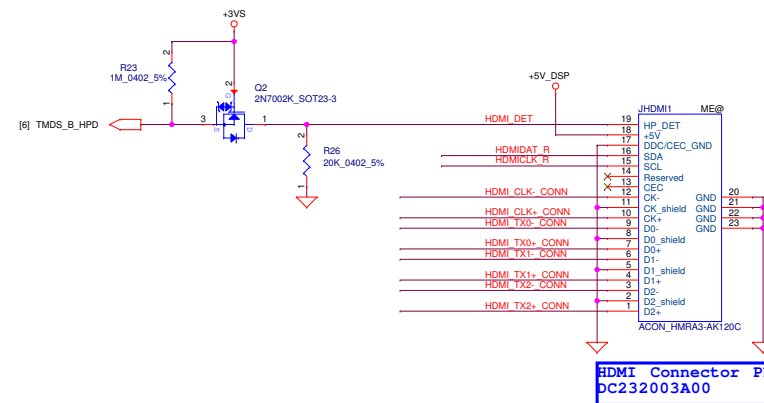 +3VS
R23
1M_0402_5%
2
1
2
G
Q2
2N7002K_SOT23-3
[6] TMDS_B_HPD
3
S
D
1
2
R26
20K_0402_5%
1
+5V_DSP
JHDMI1 ME@
HDMI_DET 19 HP_DET
18 +5V
17 DDC/CEC_GND
HDMIDAT_R 16 SDA
HDMICLK_R 15 SCL
14 Reserved
13 CEC
HDMI_CLK-_CONN 12 CK- GND 20
11 CK_shield GND 21
HDMI_CLK+_CONN 10 CK+ GND 22
HDMI_TX0-_CONN 9 D0- GND 23
8 D0_shield
HDMI_TX0+_CONN 7 D0+
HDMI_TX1-_CONN 6 D1-
5 D1_shield
HDMI_TX1+_CONN 4 D1+
HDMI_TX2-_CONN 3 D2-
2 D2_shield
HDMI_TX2+_CONN 1 D2+
ACON_HMRA3-AK120C
HDMI Connector
DC232003A00